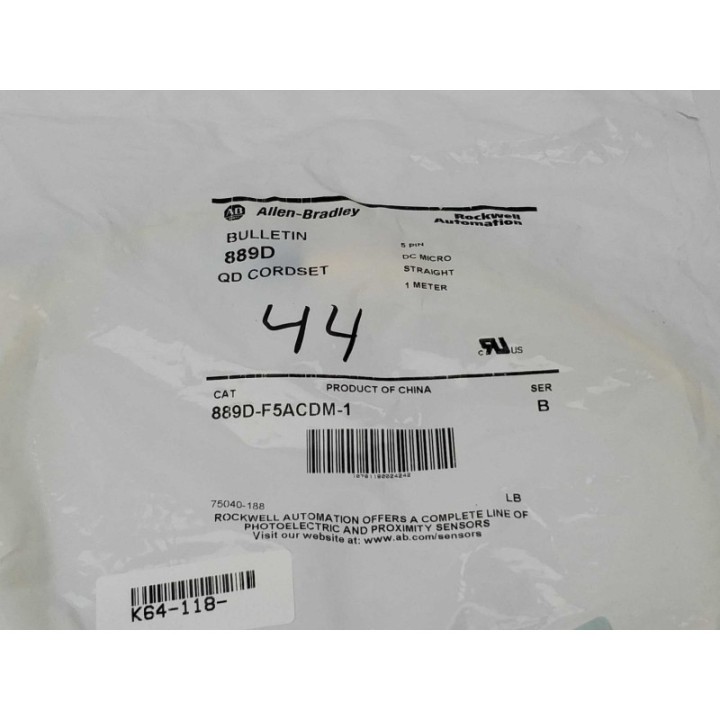 AB Allen-Bradley
Rockwell
Automation
BULLETIN
889D
QD CORDSET
5 PIN
DC MICRO
STRAIGHT
1 METER
44
c RU US
PRODUCT OF CHINA
CAT
SER
889D-F5ACDM-1
B
75040-188
LB
ROCKWELL AUTOMATION OFFERS A COMPLETE LINE OF
PHOTOELECTRIC AND PROXIMITY SENSORS
Visit our website at: www.ab.com/sensors
K64-118-